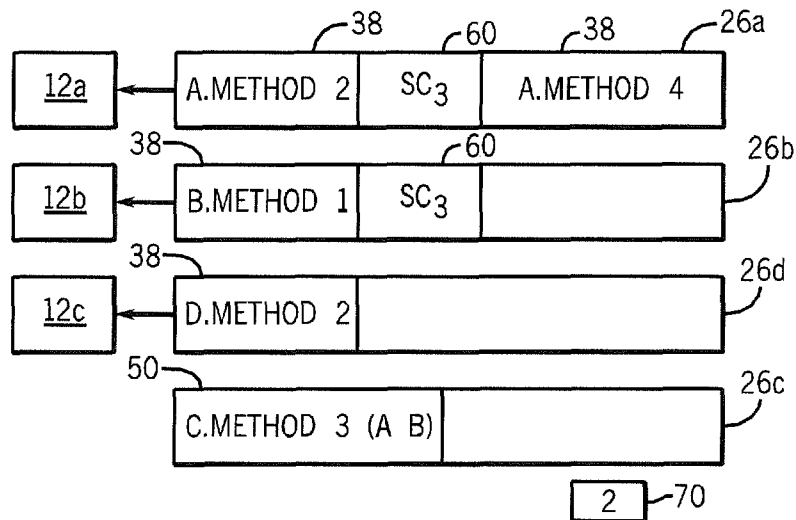 38 60 38 26a
12a A.METHOD 2 SC3 A.METHOD 4
38 60 26b
12b B.METHOD 1 SC3
38 26d
12c D.METHOD 2
50 26c
C.METHOD 3 (A B)
2 70